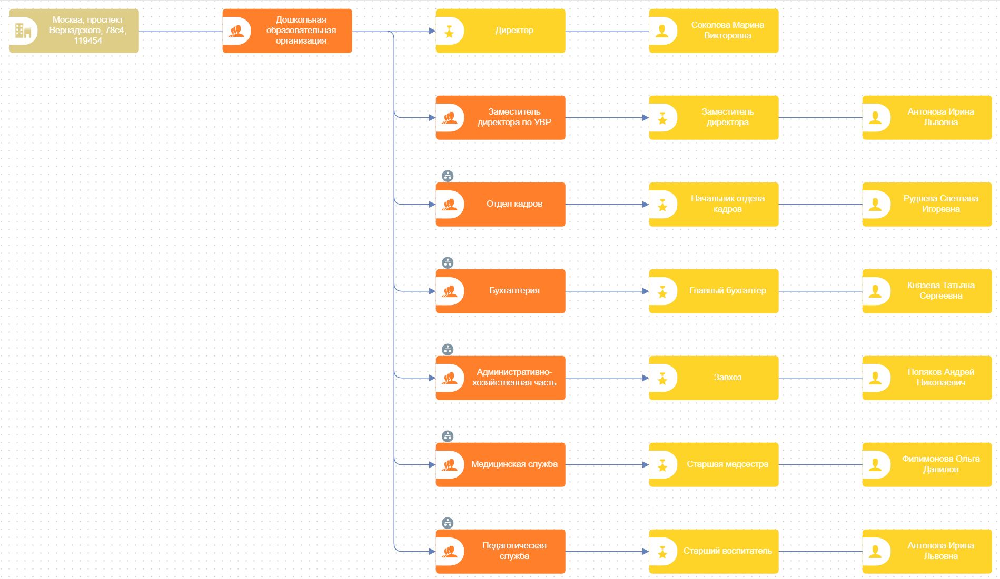 Москва, проспект
Вернадского, 78с4,
119454
Дошкольная
образовательная
организация
Директор
Соколова Марина
Викторовна
Заместитель
директора по УВР
Заместитель
директора
Антонова Ирина
Львовна
Отдел кадров
Начальник отдела
кадров
Руднева Светлана
Игоревна
Бухгалтерия
Главный бухгалтер
Князева Татьяна
Сергеевна
Административно-
хозяйственная часть
Завхоз
Поляков Андрей
Николаевич
Медицинская служба
Старшая медсестра
Филимонова Ольга
Данилов
Педагогическая
служба
Старший воспитатель
Антонова Ирина
Львовна